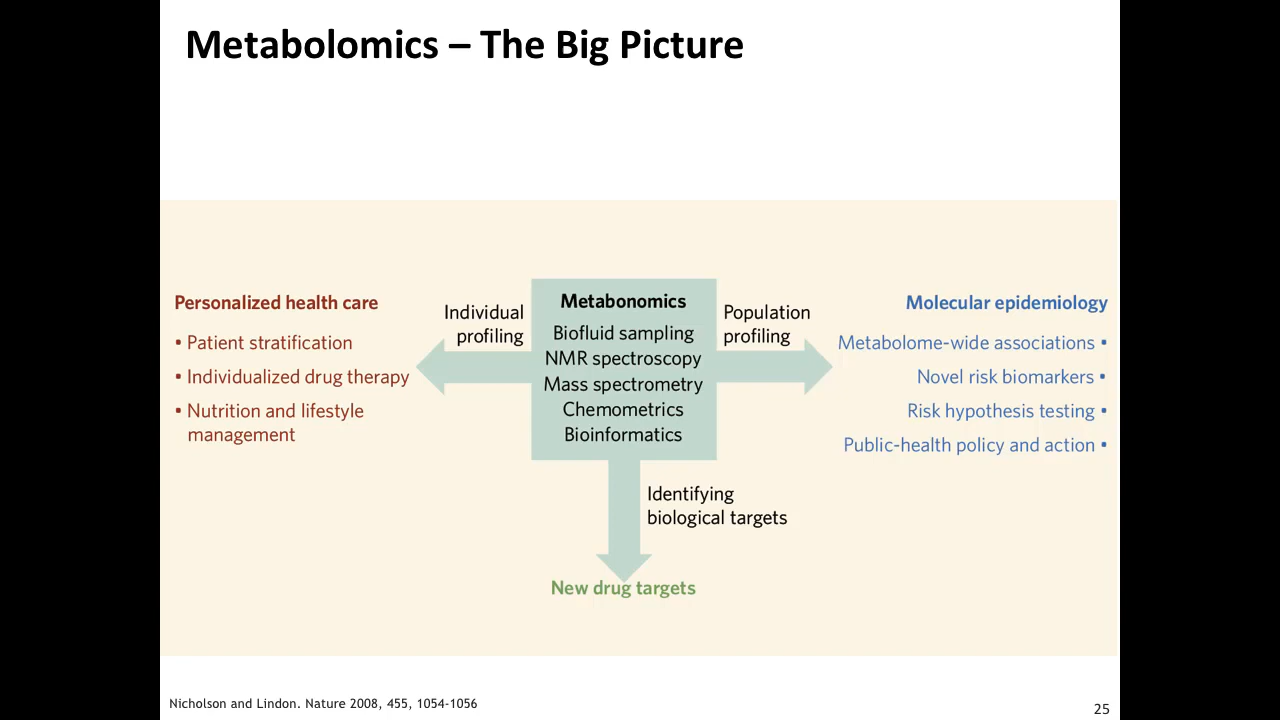 Metabolomics – The Big Picture
Personalized health care
• Patient stratification
• Individualized drug therapy
• Nutrition and lifestyle
management
Individual
profiling
Metabonomics
Biofluid sampling
NMR spectroscopy
Mass spectrometry
Chemometrics
Bioinformatics
Population
profiling
Molecular epidemiology
Metabolome-wide associations •
Novel risk biomarkers •
Risk hypothesis testing •
Public-health policy and action •
Identifying
biological targets
New drug targets
Nicholson and Lindon. Nature 2008, 455, 1054-1056
25